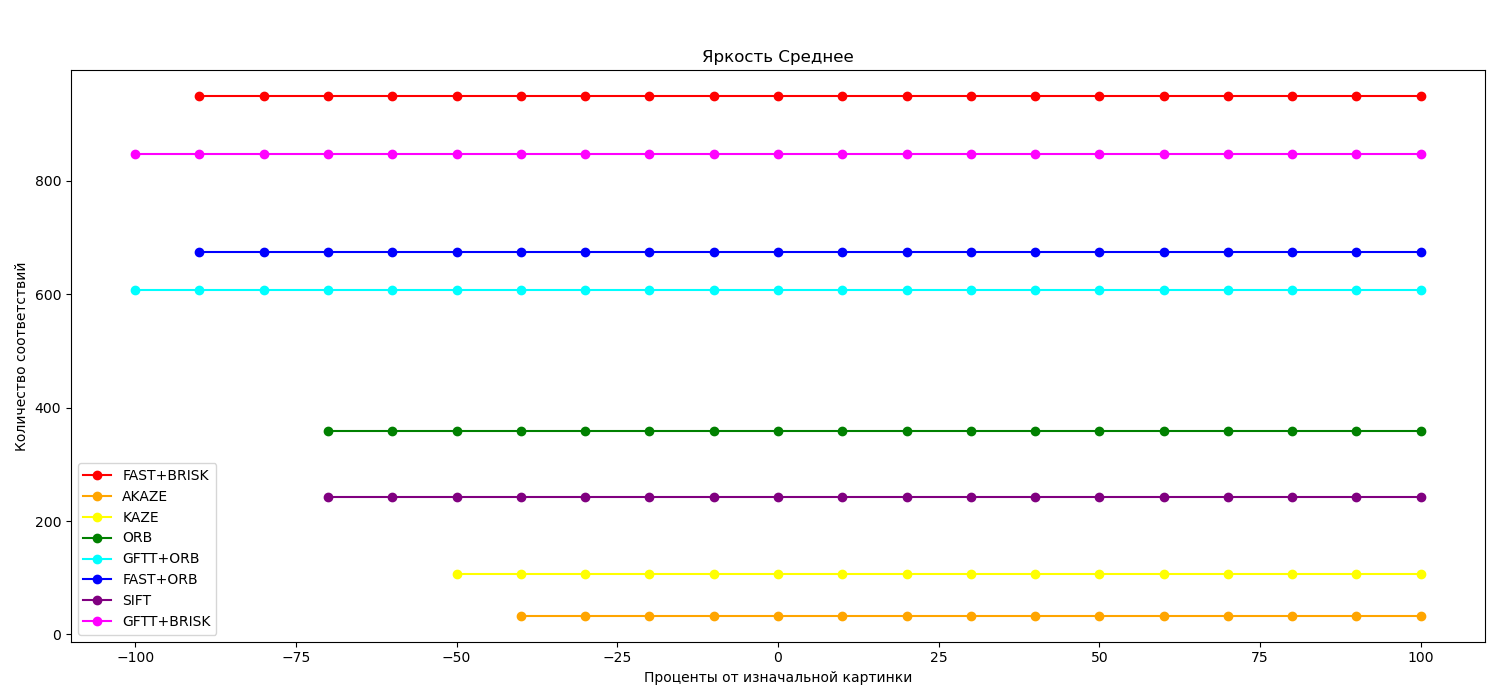 Яркость Среднее
Количество соответствий
800
600
400
200
0
FAST+BRISK
AKAZE
KAZE
ORB
GFTT+ORB
FAST+ORB
SIFT
GFTT+BRISK
−100 −75 −50 −25 0 25 50 75 100
Проценты от изначальной картинки